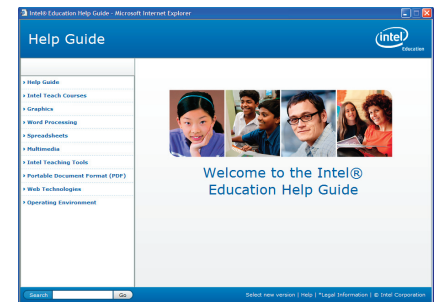 Intel® Education Help Guide - Microsoft Internet Explorer
Help Guide
intel
Education
Help Guide
Intel Teach Courses
Graphics
Word Processing
Spreadsheets
Multimedia
Intel Teaching Tools
Portable Document Format (PDF)
Web Technologies
Operating Environment
Welcome to the Intel®
Education Help Guide
Search Go Select new version | Help | *Legal Information | © Intel Corporation